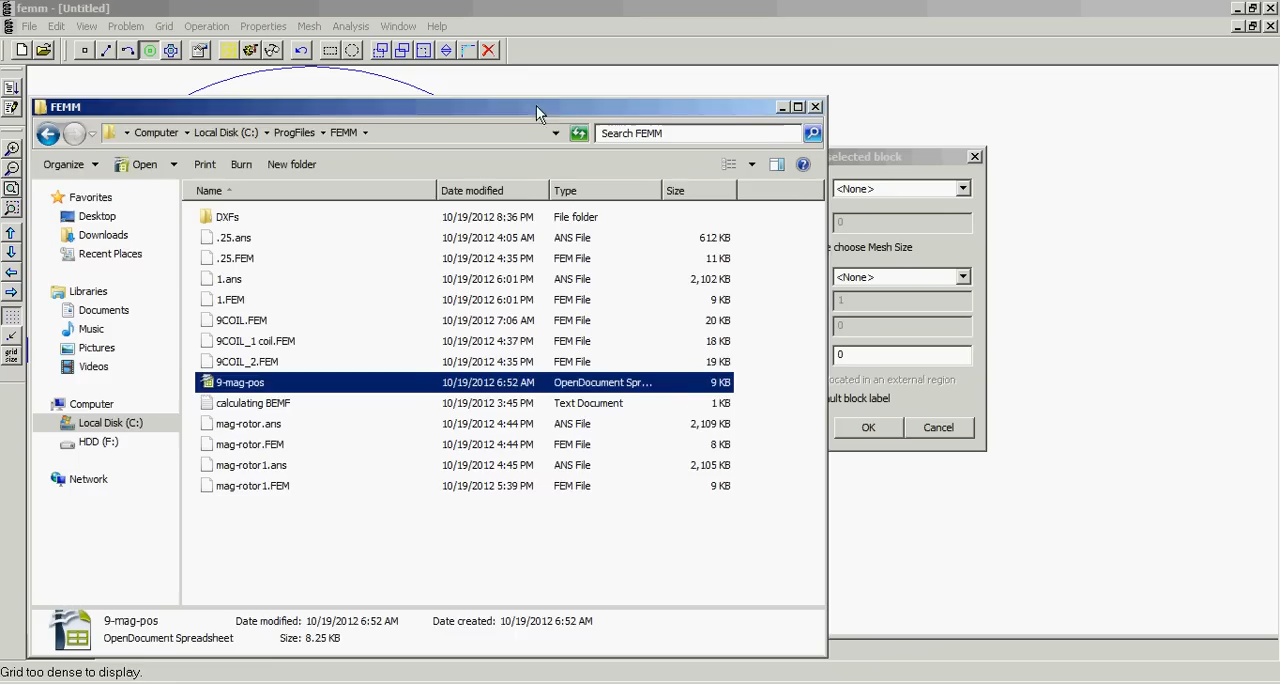 femm - [Untitled]
File Edit View Problem Grid Operation Properties Mesh Analysis Window Help
FEMM
Computer Local Disk (C:) ProgFiles FEMM
Search FEMM
Organize Open Print Burn New folder
selected block
<None>
0
e choose Mesh Size
<None>
1
0
0
ocated in an external region
ult block label
OK Cancel
Favorites
Desktop
Downloads
Recent Places
Libraries
Documents
Music
Pictures
Videos
Computer
Local Disk (C:)
HDD (F:)
Network
Name Date modified Type Size
DXFs 10/19/2012 8:36 PM File folder
.25.ans 10/19/2012 4:05 AM ANS File 612 KB
.25.FEM 10/19/2012 4:35 PM FEM File 11 KB
1.ans 10/19/2012 6:01 PM ANS File 2,102 KB
1.FEM 10/19/2012 6:01 PM FEM File 9 KB
9COIL.FEM 10/19/2012 7:06 AM FEM File 20 KB
9COIL_1 coil.FEM 10/19/2012 4:37 PM FEM File 18 KB
9COIL_2.FEM 10/19/2012 4:35 PM FEM File 19 KB
9-mag-pos 10/19/2012 6:52 AM OpenDocument Spr... 9 KB
calculating BEMF 10/19/2012 3:45 PM Text Document 1 KB
mag-rotor.ans 10/19/2012 4:44 PM ANS File 2,109 KB
mag-rotor.FEM 10/19/2012 4:44 PM FEM File 8 KB
mag-rotor1.ans 10/19/2012 4:45 PM ANS File 2,105 KB
mag-rotor1.FEM 10/19/2012 5:39 PM FEM File 9 KB
9-mag-pos Date modified: 10/19/2012 6:52 AM Date created: 10/19/2012 6:52 AM
OpenDocument Spreadsheet Size: 8.25 KB
grid
size
Grid too dense to display.